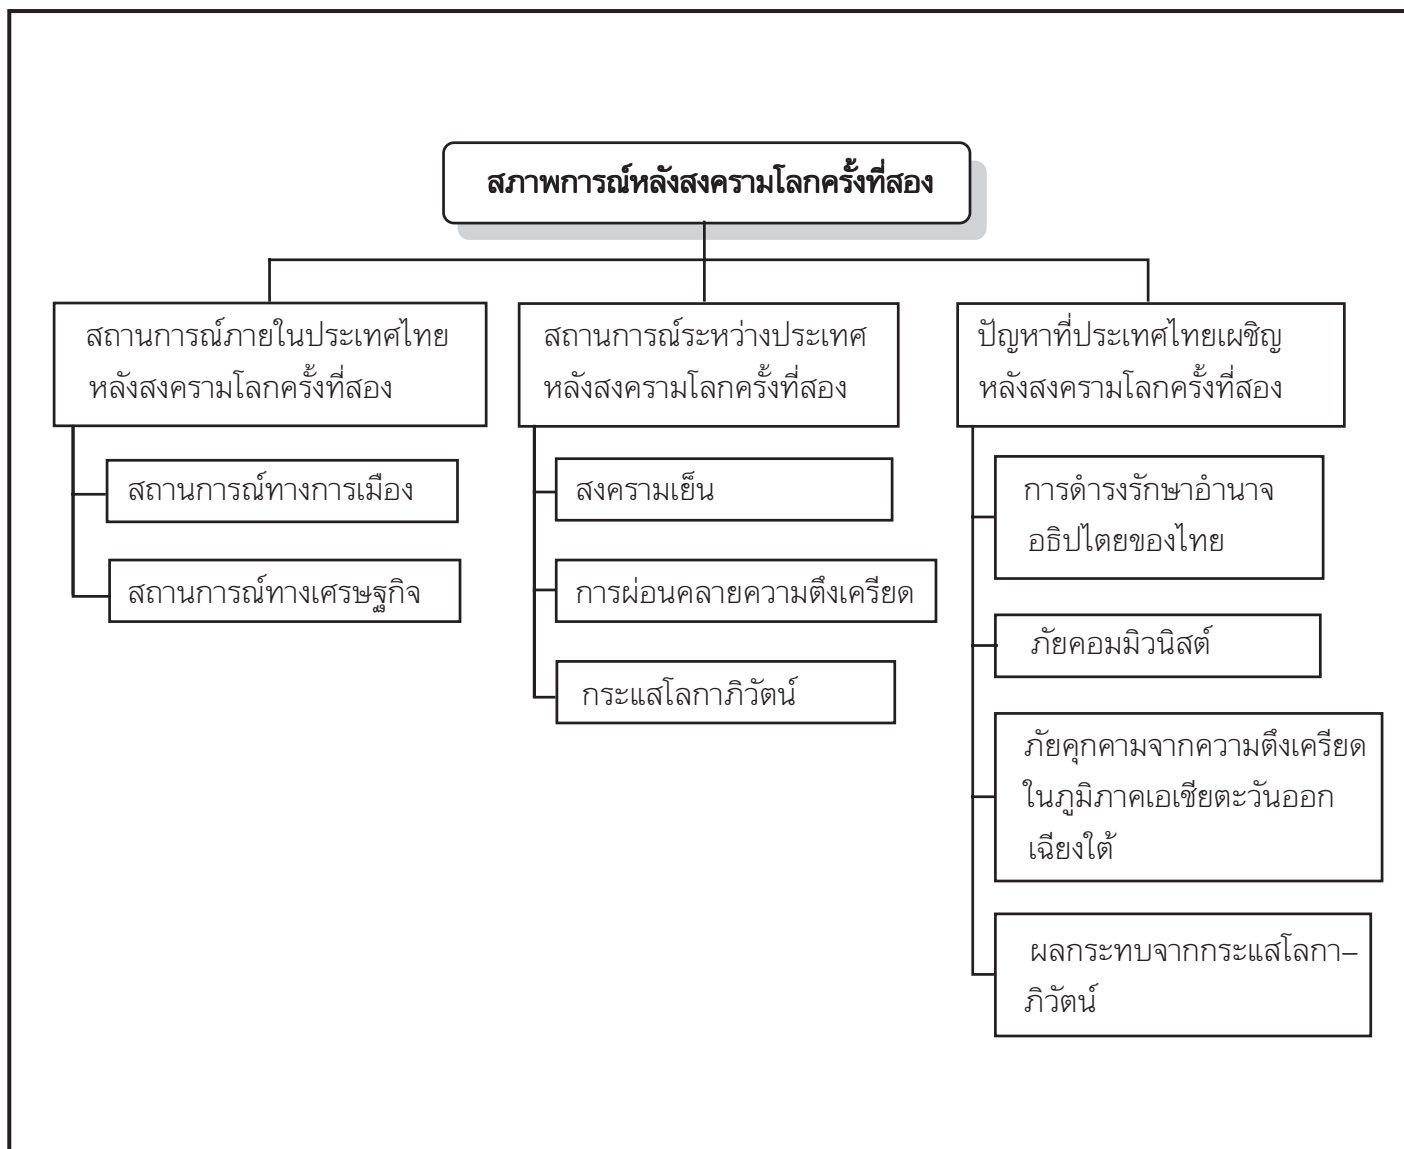 สภาพการณ์หลังสงครามโลกครั้งที่สอง
สถานการณ์ภายในประเทศไทย
หลังสงครามโลกครั้งที่สอง
สถานการณ์ทางการเมือง
สถานการณ์ทางเศรษฐกิจ
สถานการณ์ระหว่างประเทศ
หลังสงครามโลกครั้งที่สอง
สงครามเย็น
การผ่อนคลายความตึงเครียด
กระแสโลกาภิวัตน์
ปัญหาที่ประเทศไทยเผชิญ
หลังสงครามโลกครั้งที่สอง
การดำรงรักษาอำนาจ
อธิปไตยของไทย
ภัยคอมมิวนิสต์
ภัยคุกคามจากความตึงเครียด
ในภูมิภาคเอเชียตะวันออก
เฉียงใต้
ผลกระทบจากกระแสโลกา–
ภิวัตน์